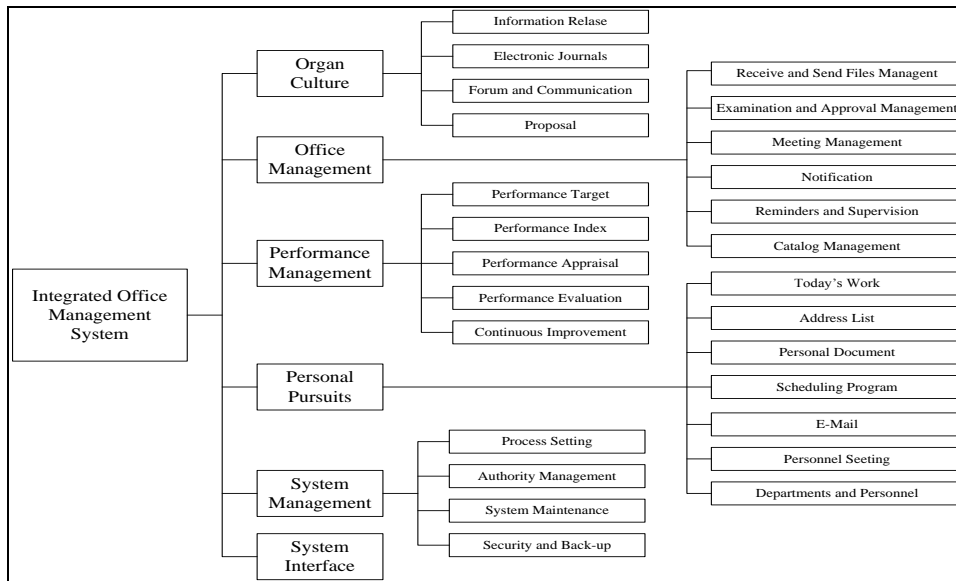 Integrated Office
Management
System
Organ
Culture
Information Relase
Electronic Journals
Forum and Communication
Proposal
Office
Management
Receive and Send Files Managent
Examination and Approval Management
Meeting Management
Notification
Reminders and Supervision
Catalog Management
Performance
Management
Performance Target
Performance Index
Performance Appraisal
Performance Evaluation
Continuous Improvement
Personal
Pursuits
Today's Work
Address List
Personal Document
Scheduling Program
E-Mail
Personnel Seeting
Departments and Personnel
System
Management
Process Setting
Authority Management
System Maintenance
Security and Back-up
System
Interface